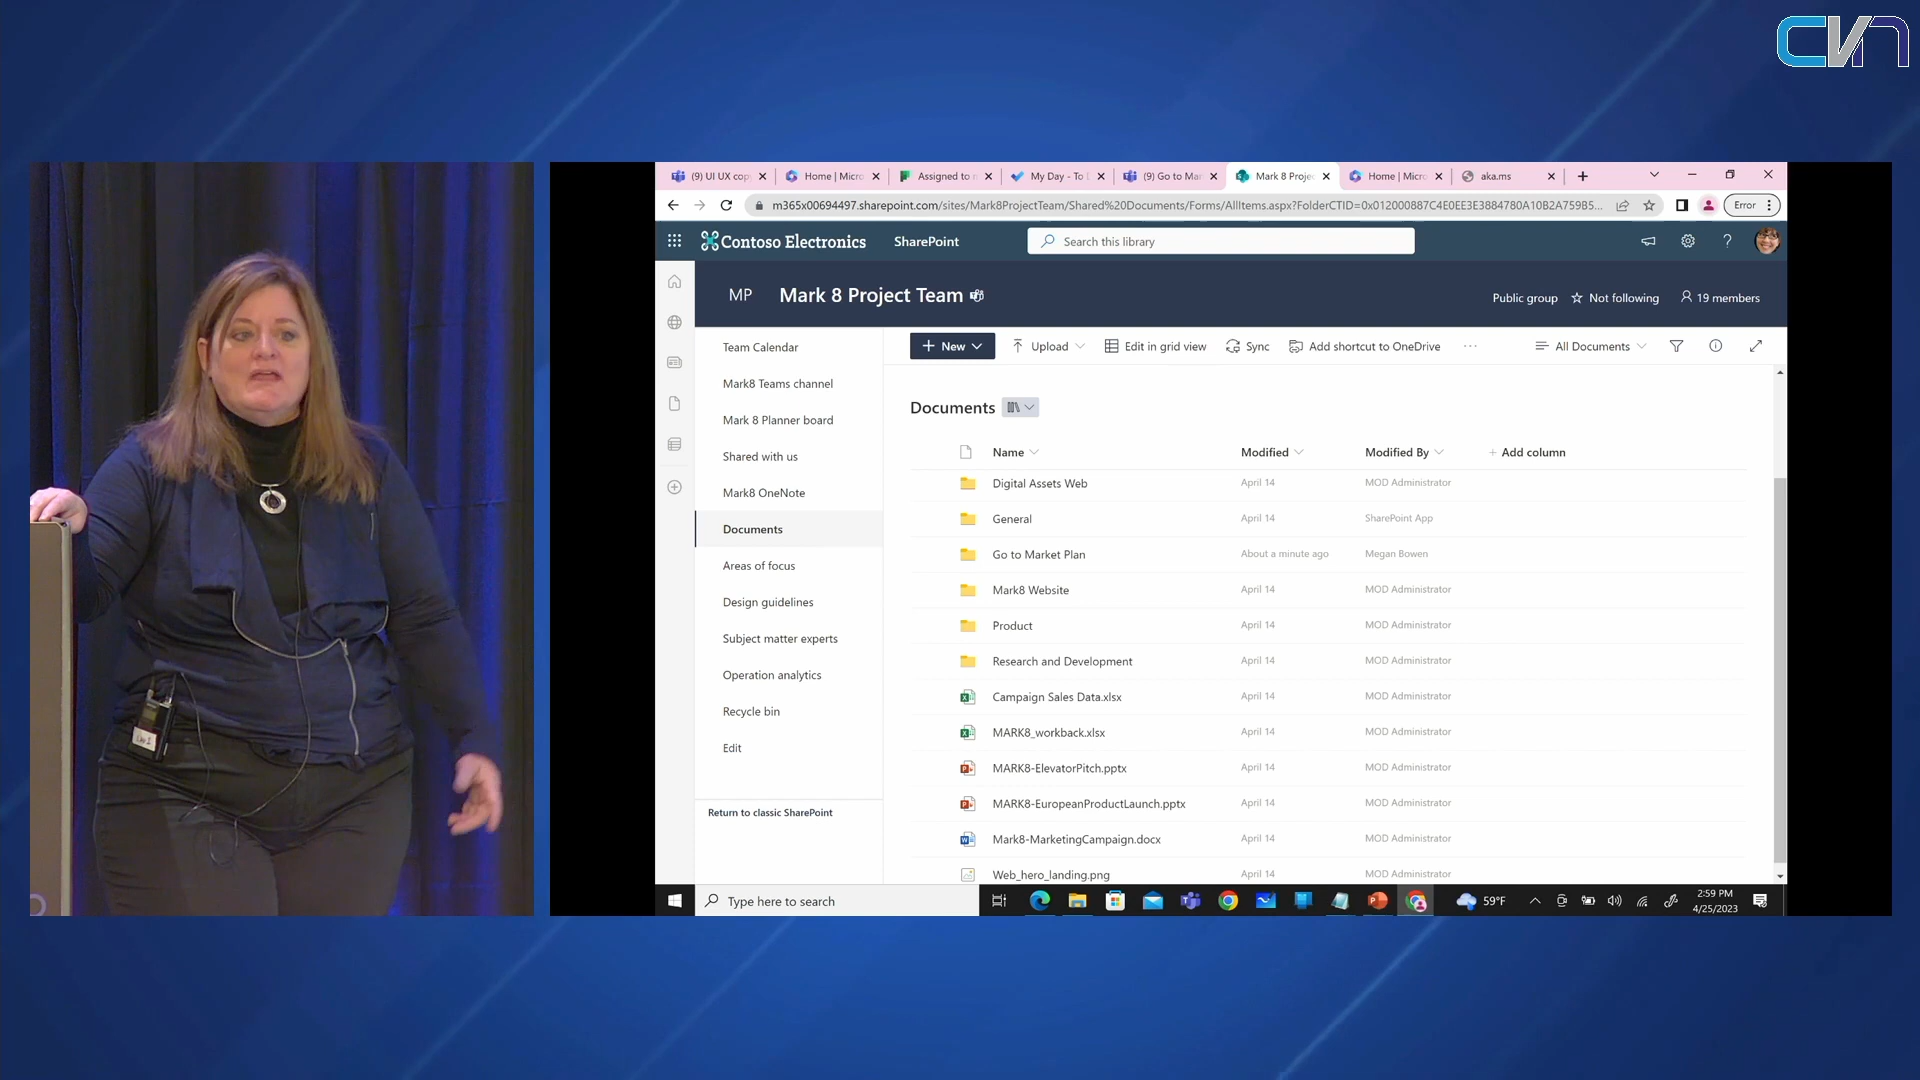 CVN
(9) UI UX cop
Home | Micro
Assigned to m
My Day - To D
(9) Go to Mar
Mark 8 Projec
Home | Micro
aka.ms
m365x00694497.sharepoint.com/sites/Mark8ProjectTeam/Shared%20Documents/Forms/AllItems.aspx?FolderCTID=0x012000887C4E0EE3E3884780A10B2A759B5...
Error
Contoso Electronics
SharePoint
Search this library
?
MP
Mark 8 Project Team
Public group
Not following
19 members
Team Calendar
Mark8 Teams channel
Mark 8 Planner board
Shared with us
Mark8 OneNote
Documents
Areas of focus
Design guidelines
Subject matter experts
Operation analytics
Recycle bin
Edit
Return to classic SharePoint
+ New
Upload
Edit in grid view
Sync
Add shortcut to OneDrive
...
All Documents
Documents
Name Modified Modified By + Add column
Digital Assets Web April 14 MOD Administrator
General April 14 SharePoint App
Go to Market Plan About a minute ago Megan Bowen
Mark8 Website April 14 MOD Administrator
Product April 14 MOD Administrator
Research and Development April 14 MOD Administrator
Campaign Sales Data.xlsx April 14 MOD Administrator
MARK8_workback.xlsx April 14 MOD Administrator
MARK8-ElevatorPitch.pptx April 14 MOD Administrator
MARK8-EuropeanProductLaunch.pptx April 14 MOD Administrator
Mark8-MarketingCampaign.docx April 14 MOD Administrator
Web_hero_landing.png April 14 MOD Administrator
Type here to search
59°F
2:59 PM
4/25/2023